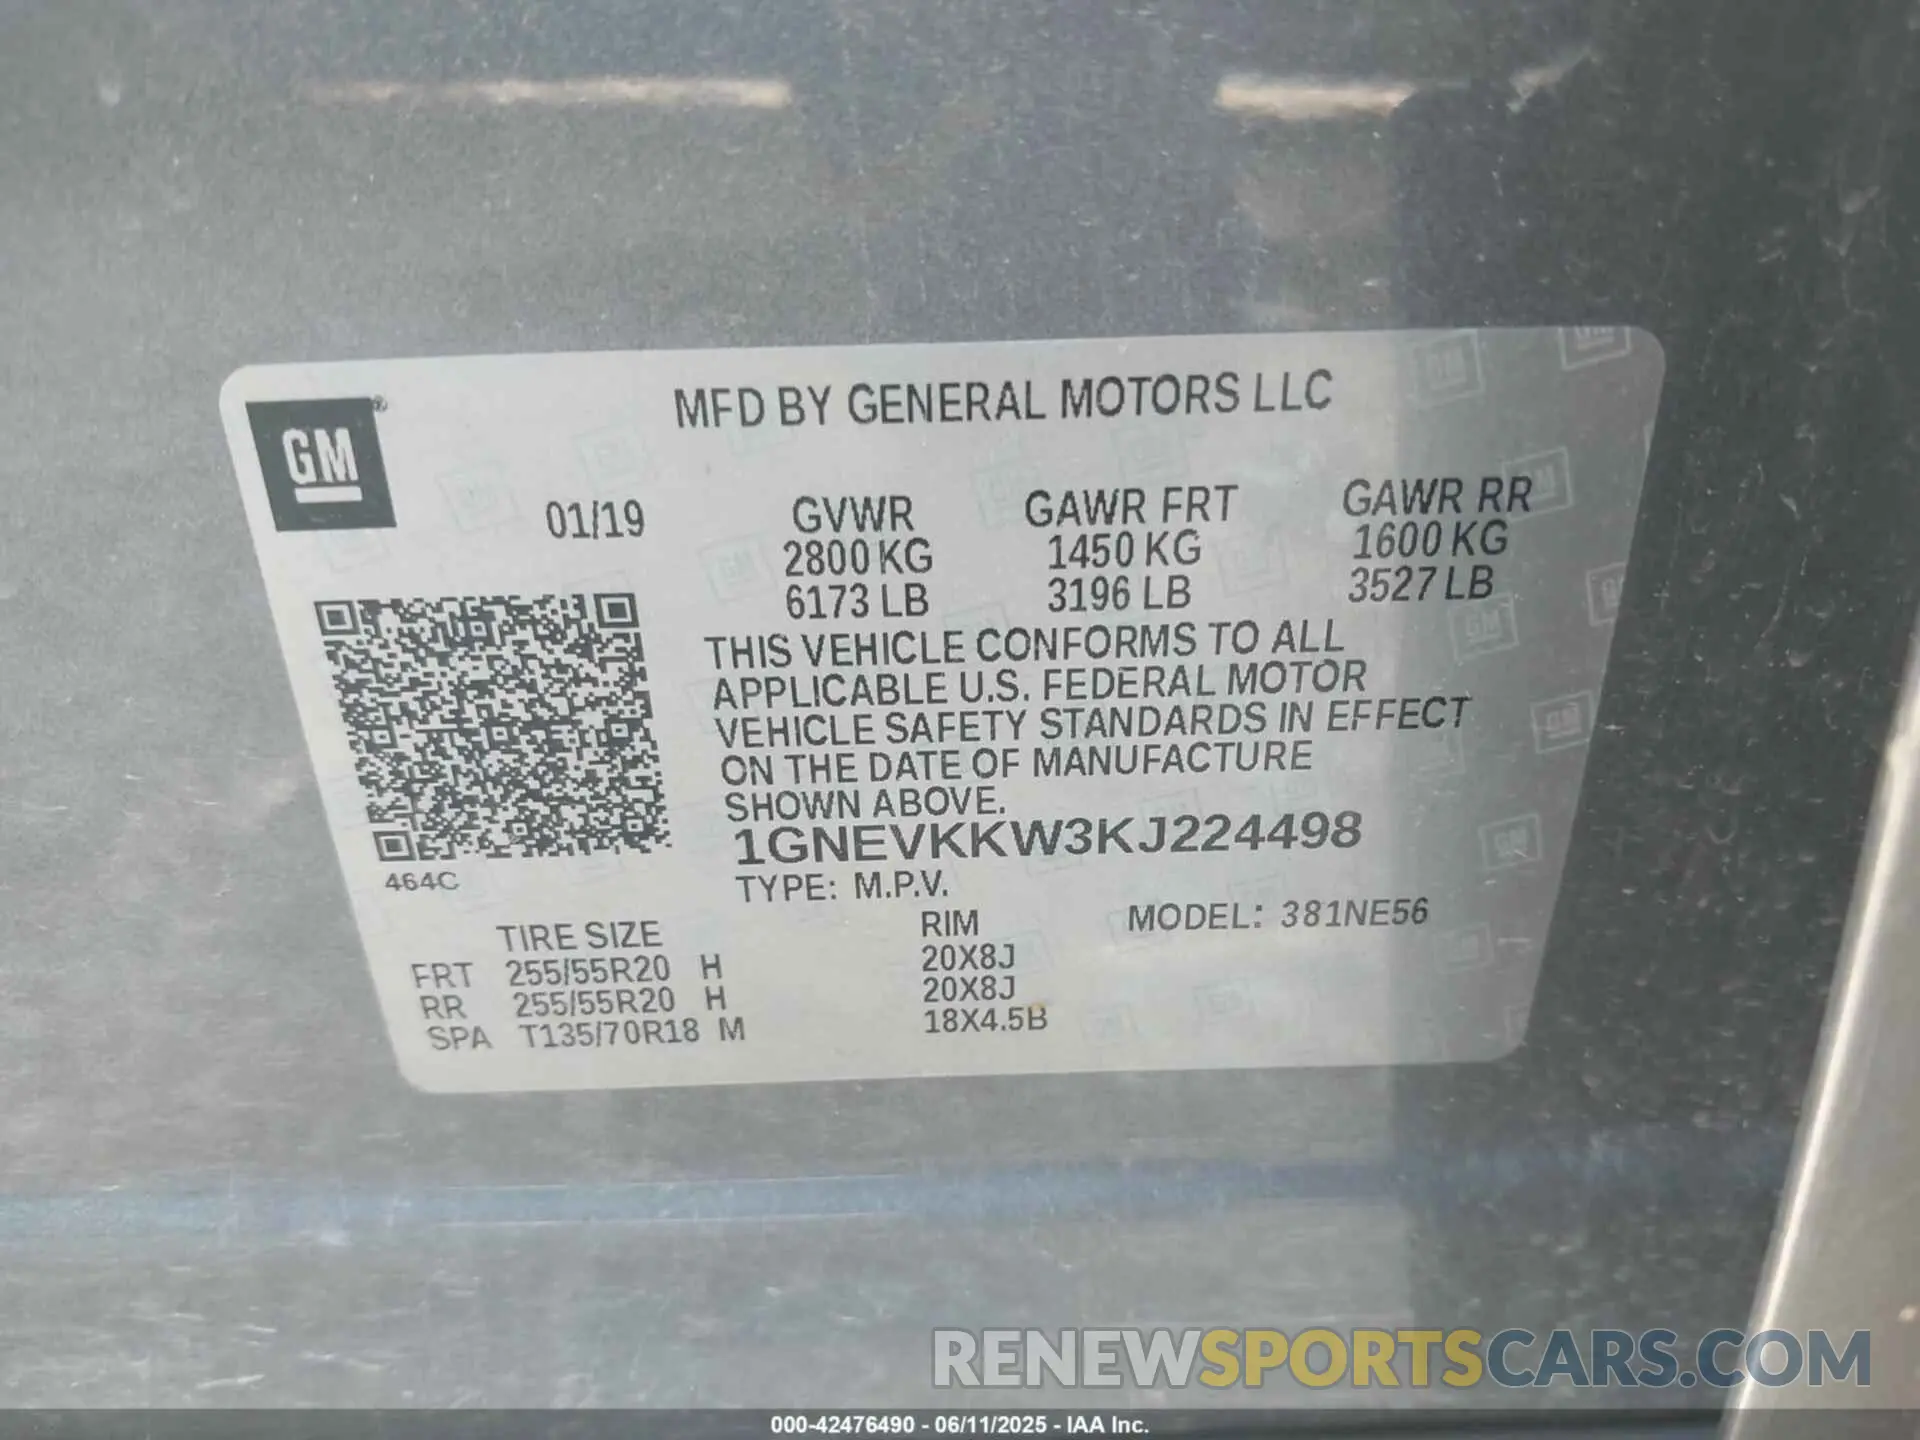 MFD BY GENERAL MOTORS LLC
GM ®
01/19 GVWR GAWR FRT GAWR RR
2800 KG 1450 KG 1600 KG
6173 LB 3196 LB 3527 LB
THIS VEHICLE CONFORMS TO ALL
APPLICABLE U.S. FEDERAL MOTOR
VEHICLE SAFETY STANDARDS IN EFFECT
ON THE DATE OF MANUFACTURE
SHOWN ABOVE.
1GNEVKKW3KJ224498
464C
TYPE: M.P.V.
TIRE SIZE RIM MODEL: 381NE56
FRT 255/55R20 H 20X8J
RR 255/55R20 H 20X8J
SPA T135/70R18 M 18X4.5B
RENEWSPORTSCARS.COM
000-42476490 - 06/11/2025 - IAA Inc.